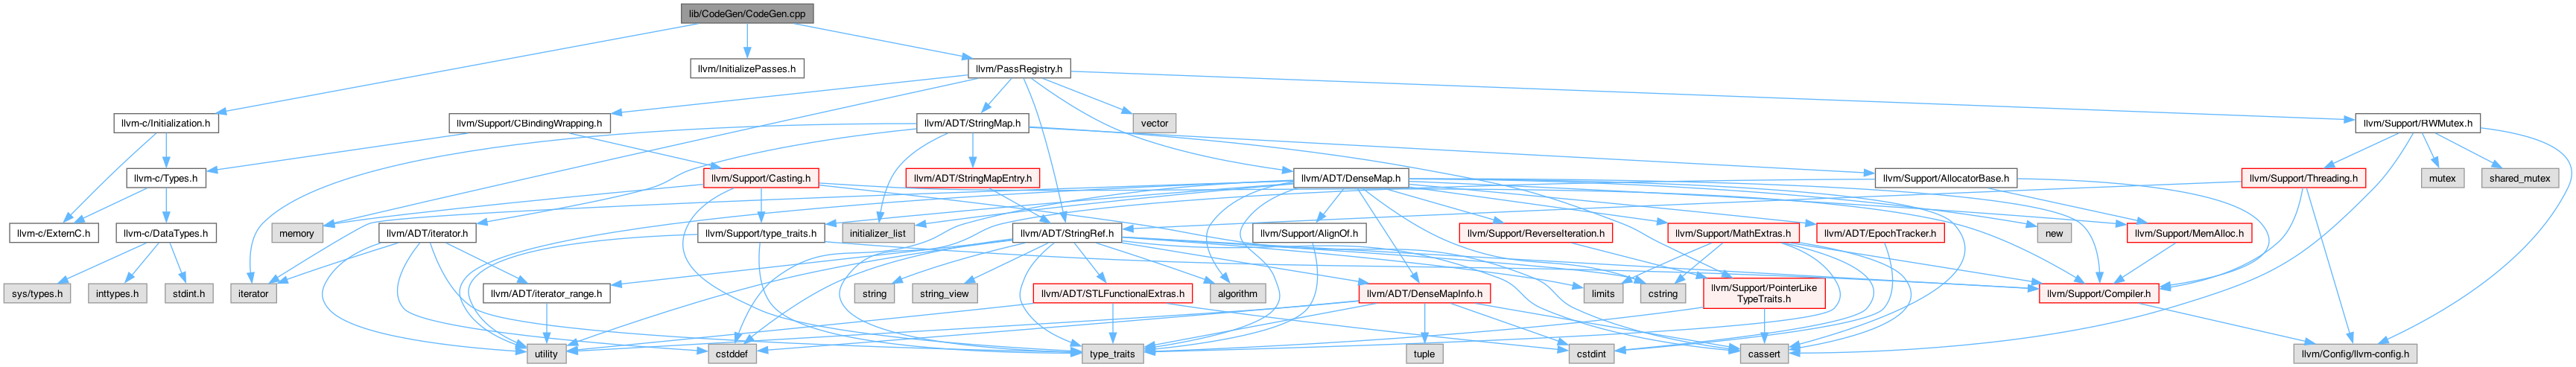 lib/CodeGen/CodeGen.cpp
llvm/InitializePasses.h
llvm/PassRegistry.h
llvm-c/Initialization.h
llvm/Support/CBindingWrapping.h
llvm/ADT/StringMap.h
vector
llvm/Support/RWMutex.h
llvm-c/Types.h
llvm/Support/Casting.h
llvm/ADT/StringMapEntry.h
llvm/ADT/DenseMap.h
llvm/Support/AllocatorBase.h
llvm/Support/Threading.h
mutex
shared_mutex
llvm-c/ExternC.h
llvm-c/DataTypes.h
memory
llvm/ADT/iterator.h
llvm/Support/type_traits.h
initializer_list
llvm/ADT/StringRef.h
llvm/Support/AlignOf.h
llvm/Support/ReverseIteration.h
llvm/Support/MathExtras.h
llvm/ADT/EpochTracker.h
new
llvm/Support/MemAlloc.h
sys/types.h
inttypes.h
stdint.h
iterator
llvm/ADT/iterator_range.h
string
string_view
llvm/ADT/STLFunctionalExtras.h
algorithm
llvm/ADT/DenseMapInfo.h
limits
cstring
llvm/Support/PointerLike
TypeTraits.h
llvm/Support/Compiler.h
utility
cstddef
type_traits
tuple
cstdint
cassert
llvm/Config/llvm-config.h